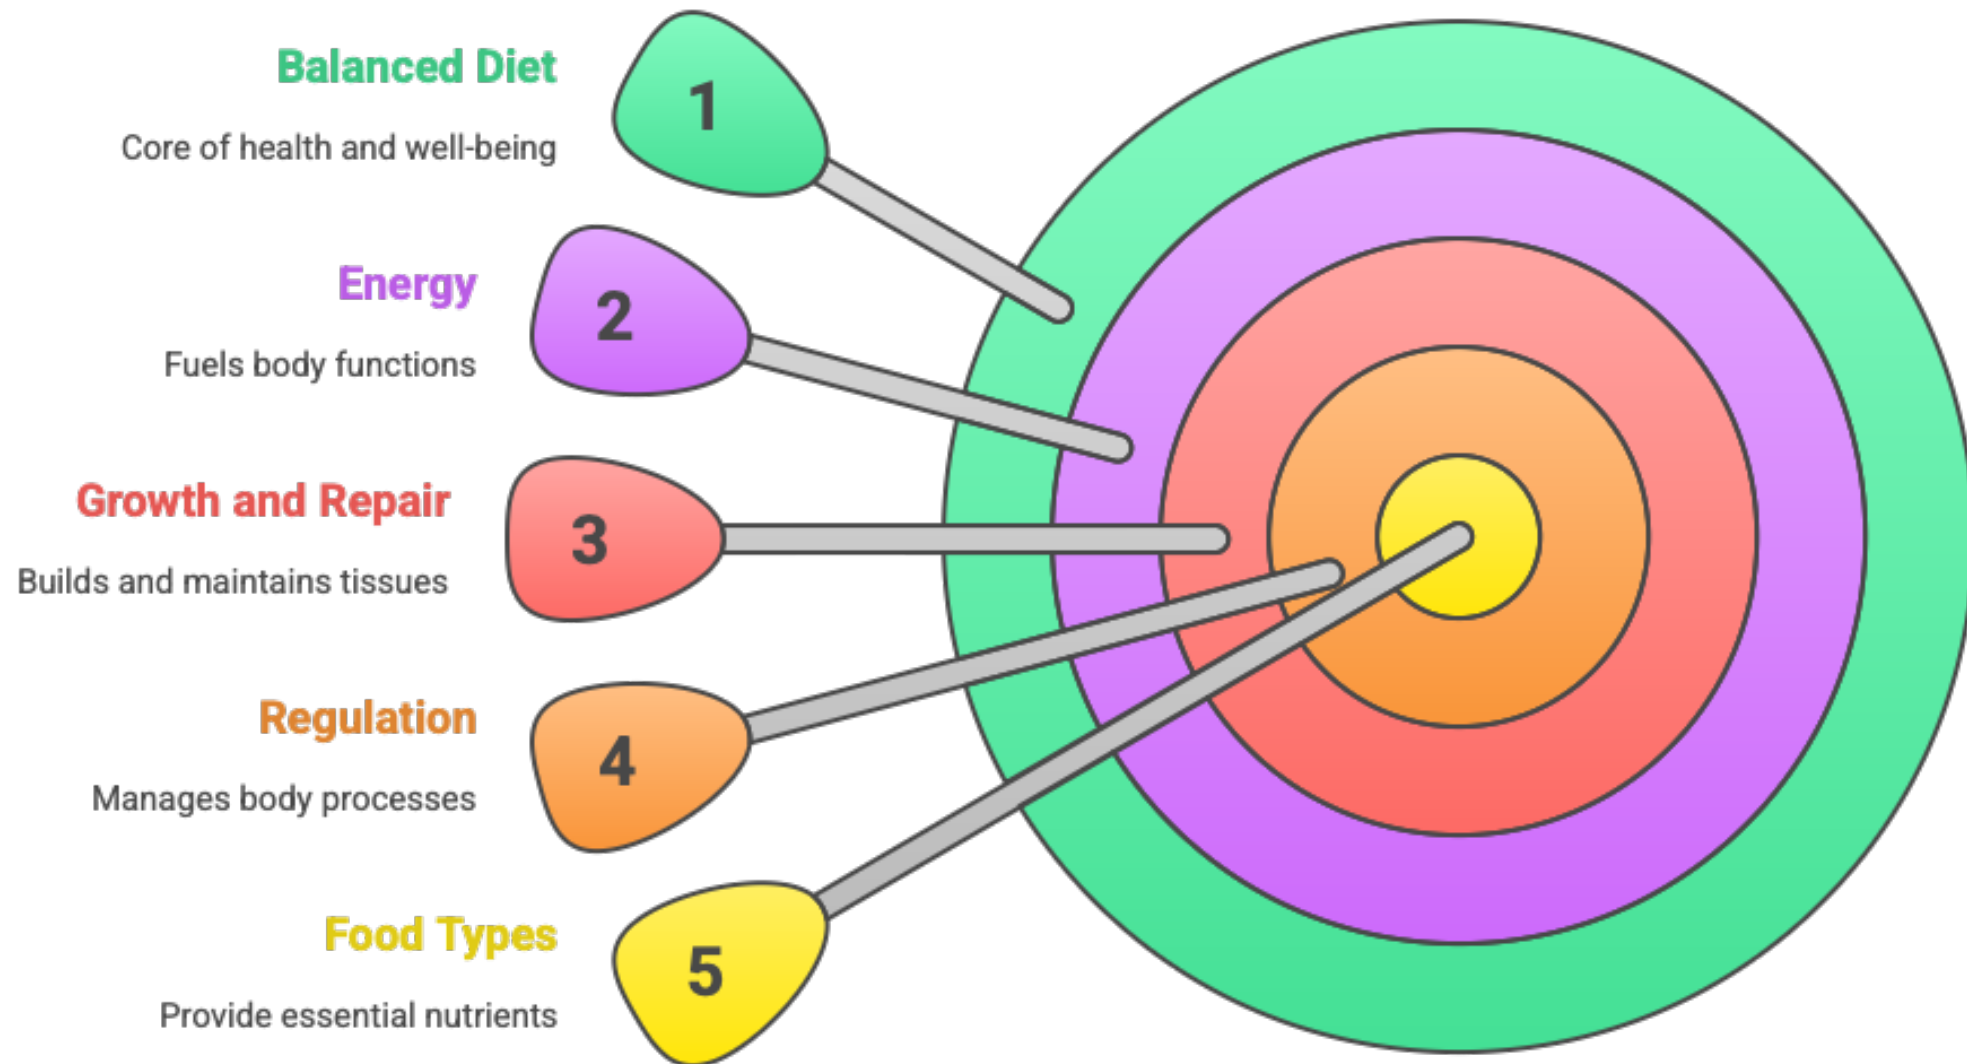 Balanced Diet
Core of health and well-being
1
Energy
Fuels body functions
2
Growth and Repair
Builds and maintains tissues
3
Regulation
Manages body processes
4
Food Types
Provide essential nutrients
5